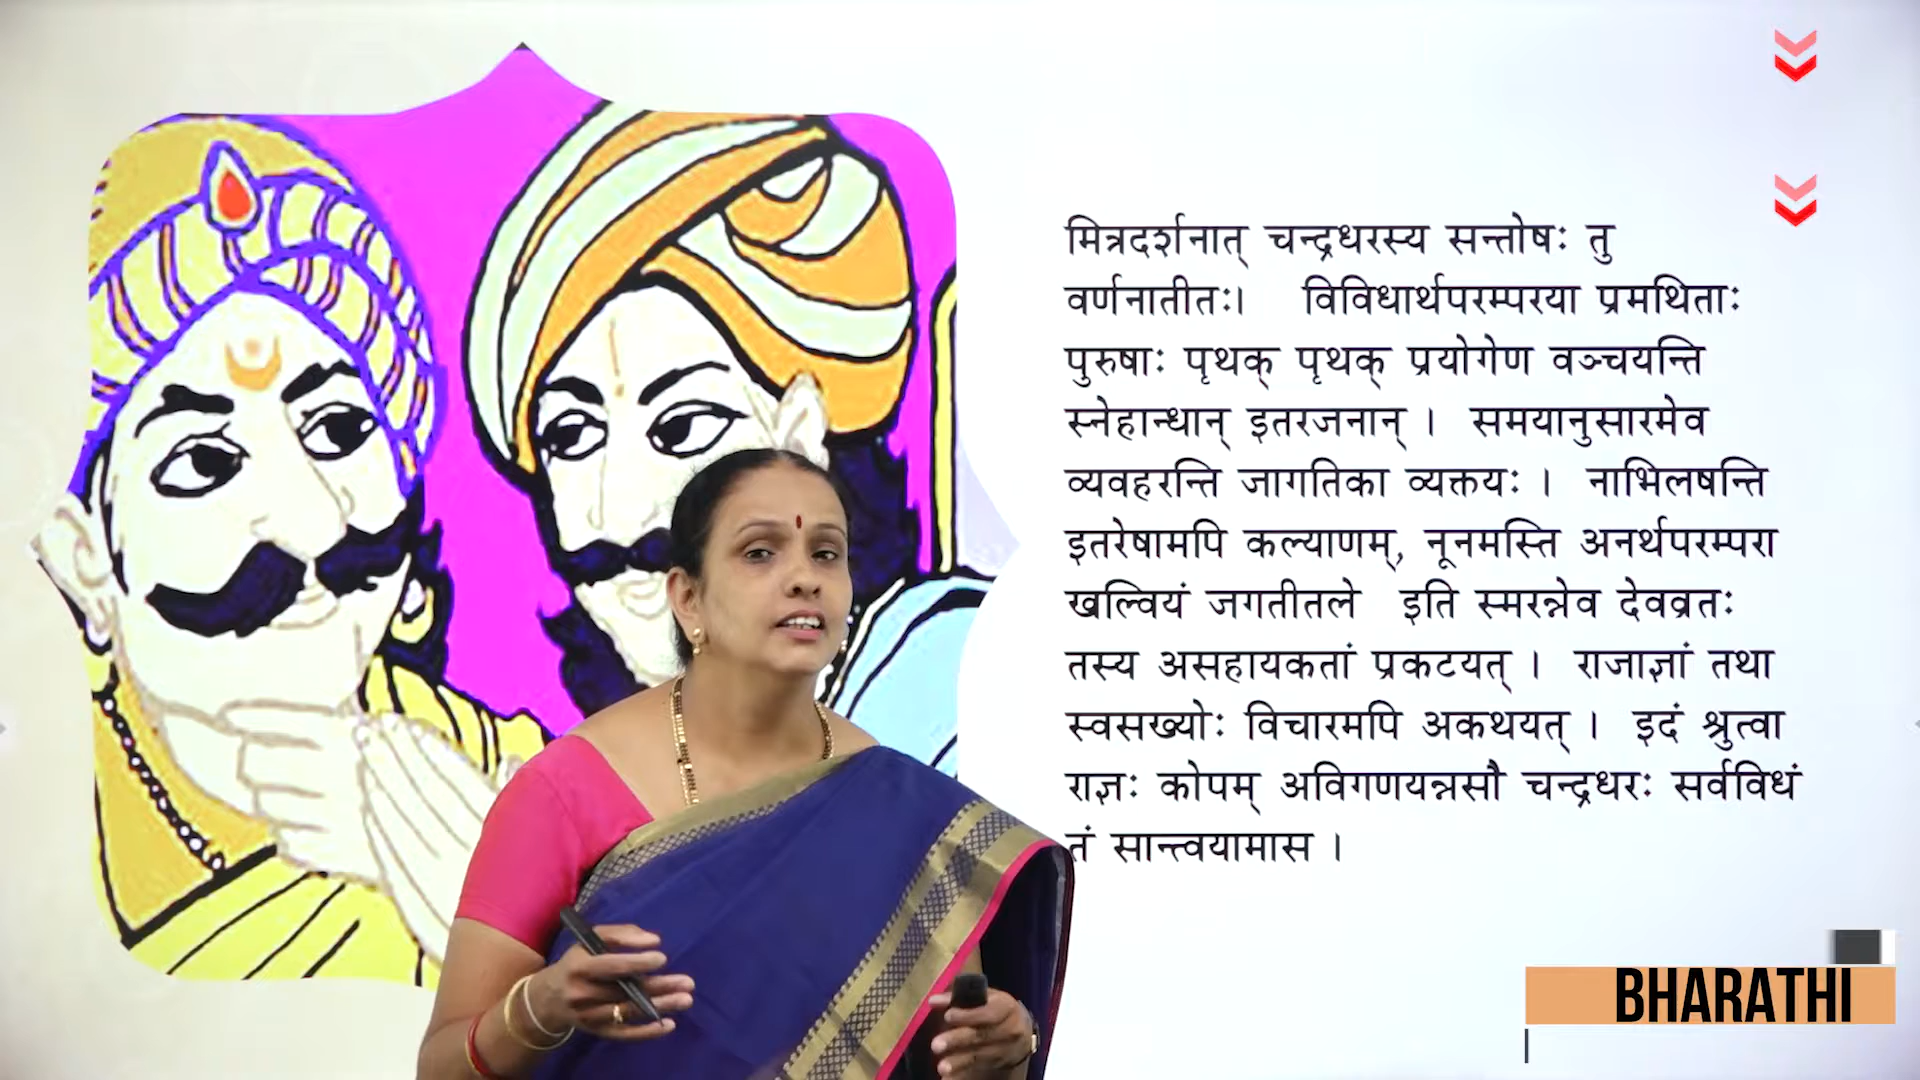 मित्रदर्शनात् चन्द्रधरस्य सन्तोषः तु
वर्णनातीतः। विविधार्थपरम्परया प्रमथिताः
पुरुषाः पृथक् पृथक् प्रयोगेण वञ्चयन्ति
स्नेहान्धान् इतरजनान् । समयानुसारमेव
व्यवहरन्ति जागतिका व्यक्तयः । नाभिलषन्ति
इतरेषामपि कल्याणम्, नूनमस्ति अनर्थपरम्परा
खल्वियं जगतीतले इति स्मरन्नेव देवव्रतः
तस्य असहायकतां प्रकटयत् । राजाज्ञां तथा
स्वसख्योः विचारमपि अकथयत् । इदं श्रुत्वा
राज्ञः कोपम् अविगणयन्नसौ चन्द्रधरः सर्वविधं
तं सान्त्वयामास ।
BHARATHI